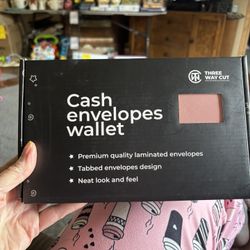 THREE
WAY CUT
Cash
envelopes
wallet
★ Premium quality laminated envelopes
★ Tabbed envelopes design
★ Neat look and feel